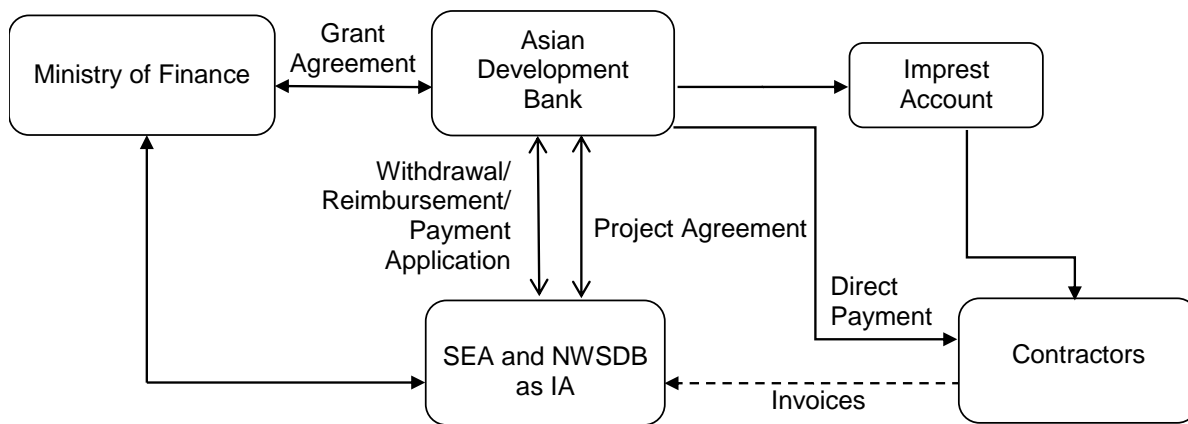 Grant
Agreement
Ministry of Finance
Asian
Development
Bank
Imprest
Account
Withdrawal/
Reimbursement/
Payment
Application
Project Agreement
Direct
Payment
SEA and NWSDB
as IA
Contractors
Invoices